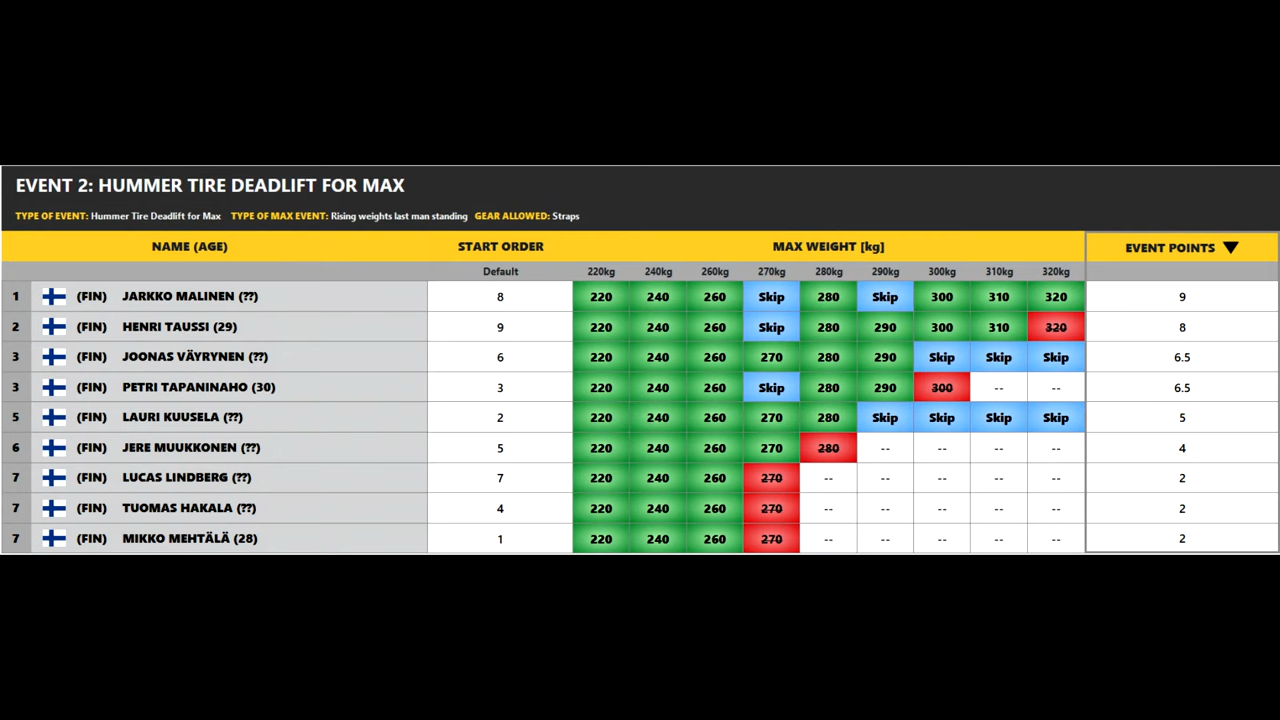 EVENT 2: HUMMER TIRE DEADLIFT FOR MAX
TYPE OF EVENT: Hummer Tire Deadlift for Max TYPE OF MAX EVENT: Rising weights last man standing GEAR ALLOWED: Straps
NAME (AGE) START ORDER MAX WEIGHT [kg] EVENT POINTS ▼
Default 220kg 240kg 260kg 270kg 280kg 290kg 300kg 310kg 320kg
1 (FIN) JARKKO MALINEN (??) 8 220 240 260 Skip 280 Skip 300 310 320 9
2 (FIN) HENRI TAUSSI (29) 9 220 240 260 Skip 280 290 300 310 320 8
3 (FIN) JOONAS VÄYRYNEN (??) 6 220 240 260 270 280 290 Skip Skip Skip 6.5
3 (FIN) PETRI TAPANINAHO (30) 3 220 240 260 Skip 280 290 300 -- -- 6.5
5 (FIN) LAURI KUUSELA (??) 2 220 240 260 270 280 Skip Skip Skip Skip 5
6 (FIN) JERE MUUKKONEN (??) 5 220 240 260 270 280 -- -- -- -- 4
7 (FIN) LUCAS LINDBERG (??) 7 220 240 260 270 -- -- -- -- -- 2
7 (FIN) TUOMAS HAKALA (??) 4 220 240 260 270 -- -- -- -- -- 2
7 (FIN) MIKKO MEHTÄLÄ (28) 1 220 240 260 270 -- -- -- -- -- 2